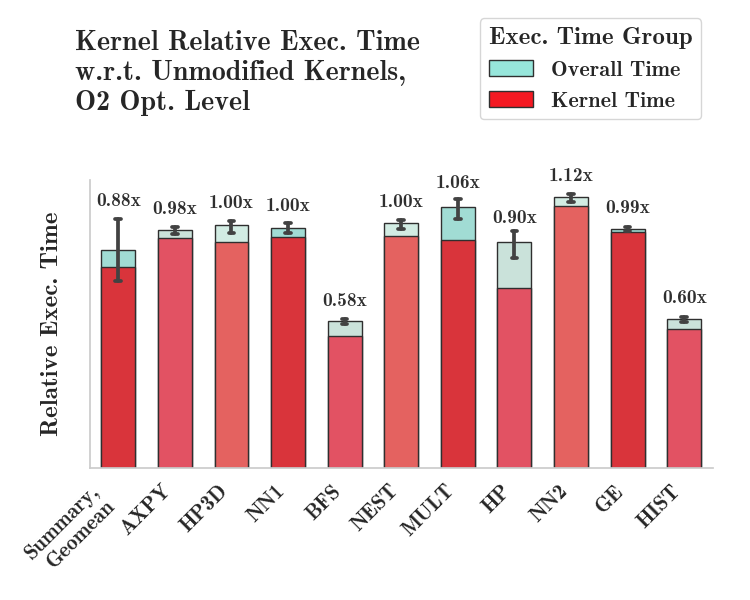 Kernel Relative Exec. Time
w.r.t. Unmodified Kernels,
O2 Opt. Level
Exec. Time Group
Overall Time
Kernel Time
Relative Exec. Time
0.88x
0.98x
1.00x
1.00x
0.58x
1.00x
1.06x
0.90x
1.12x
0.99x
0.60x
Summary,
Geomean
AXPY
HP3D
NN1
BFS
NEST
MULT
HP
NN2
GE
HIST